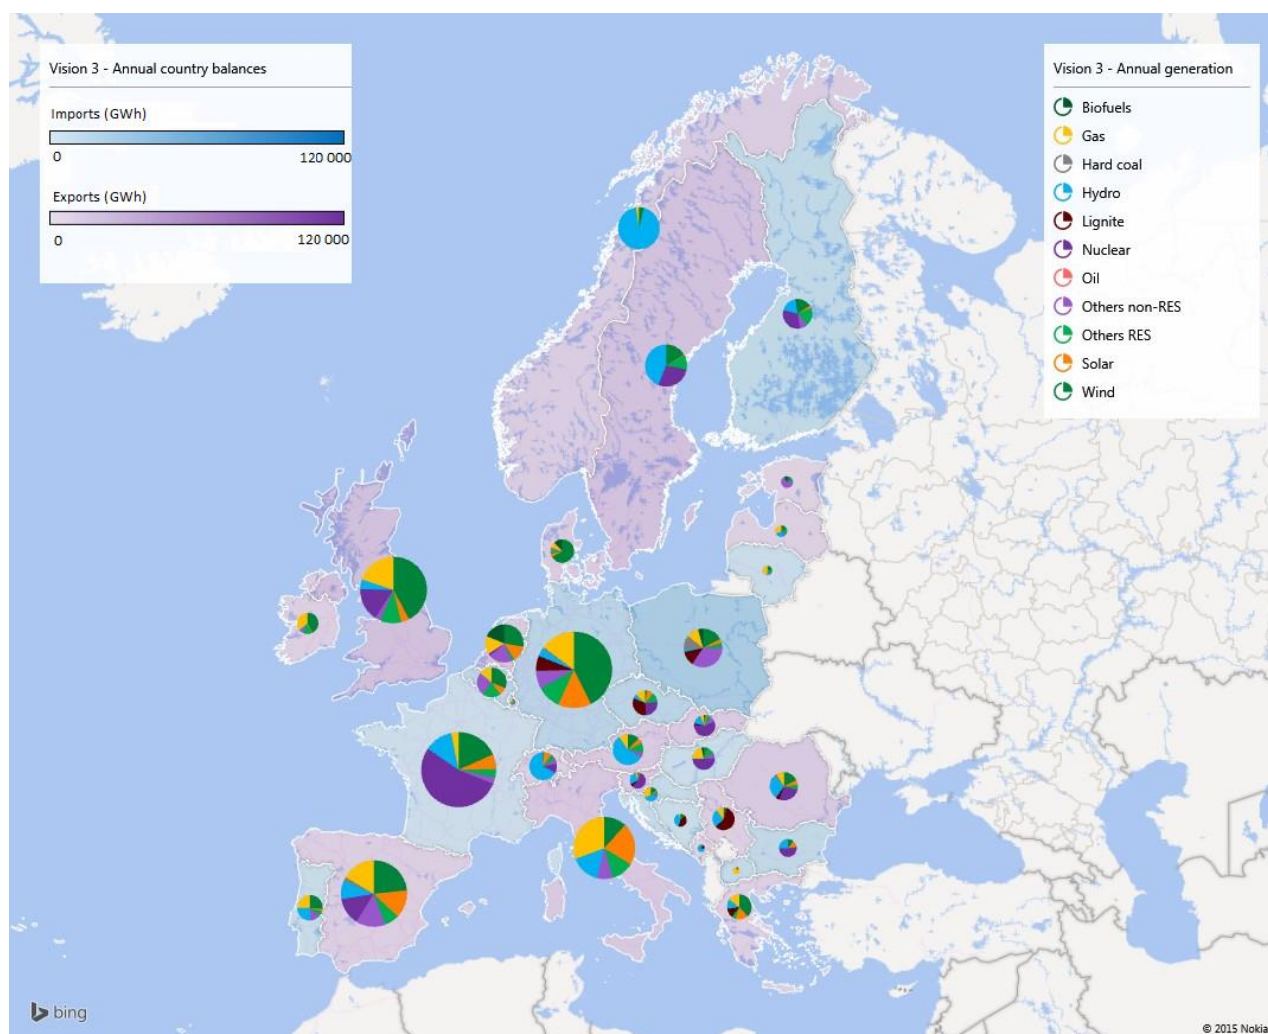 Vision 3 - Annual country balances
Imports (GWh)
0
120 000
Exports (GWh)
0
120 000
Vision 3 - Annual generation
Biofuels
Gas
Hard coal
Hydro
Lignite
Nuclear
Oil
Others non-RES
Others RES
Solar
Wind
bing
© 2015 Nokia